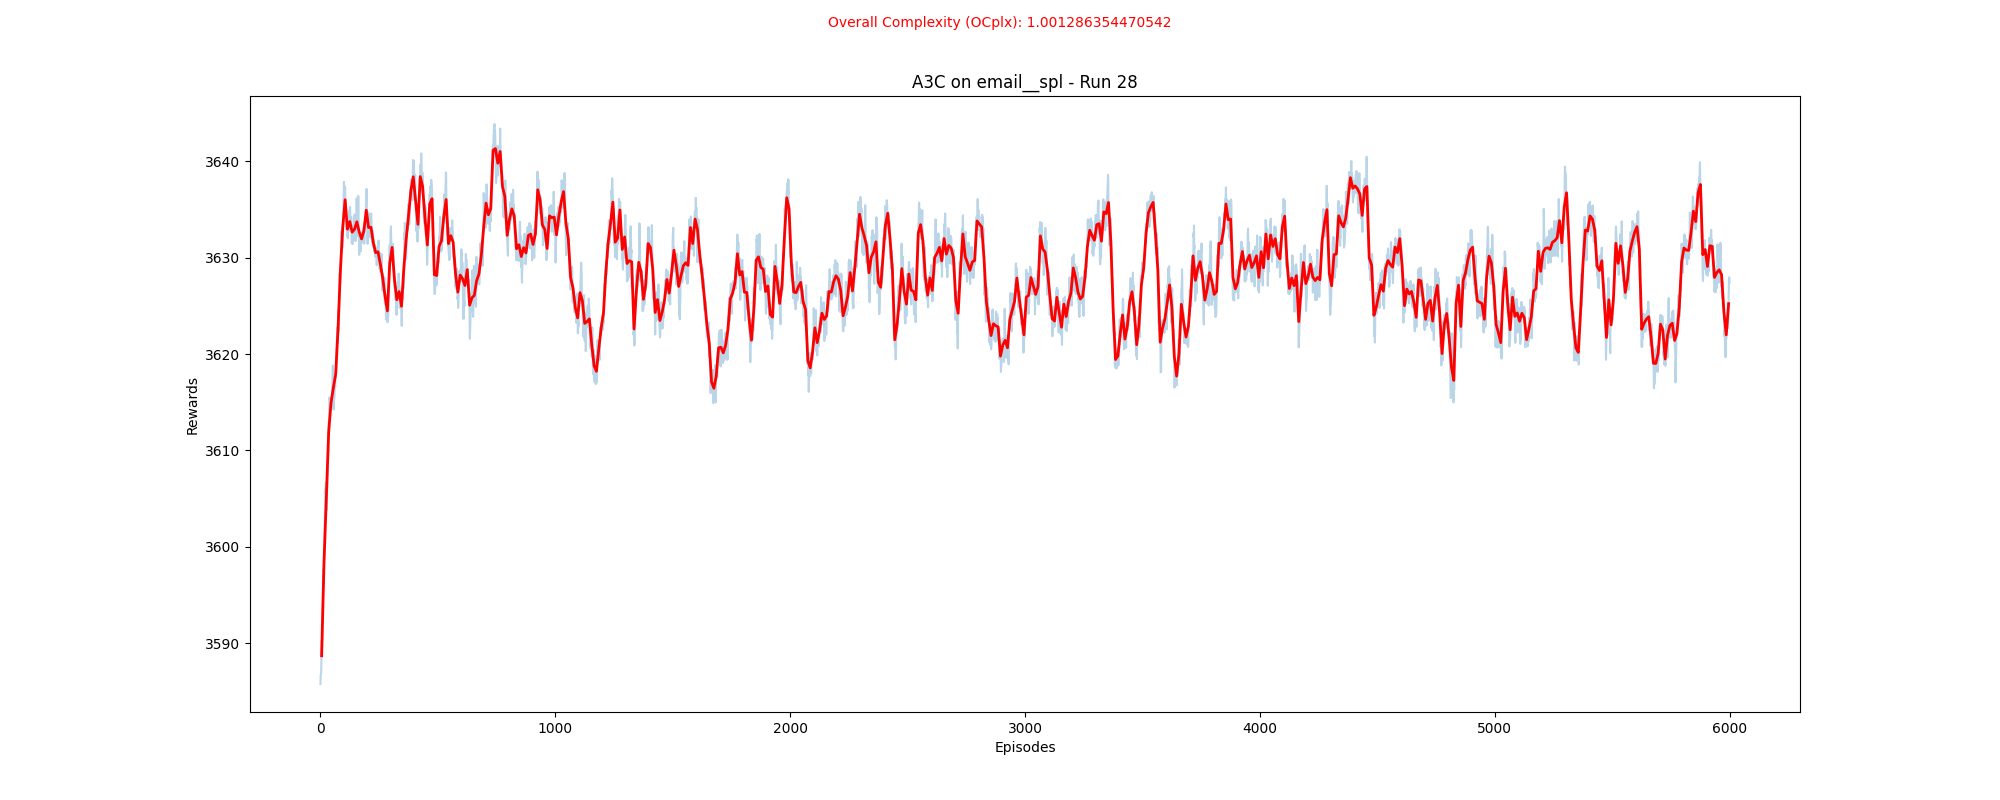 Overall Complexity (OCplx): 1.001286354470542
A3C on email__spl - Run 28
3640
3630
3620
3610
3600
3590
Rewards
0 1000 2000 3000 4000 5000 6000
Episodes